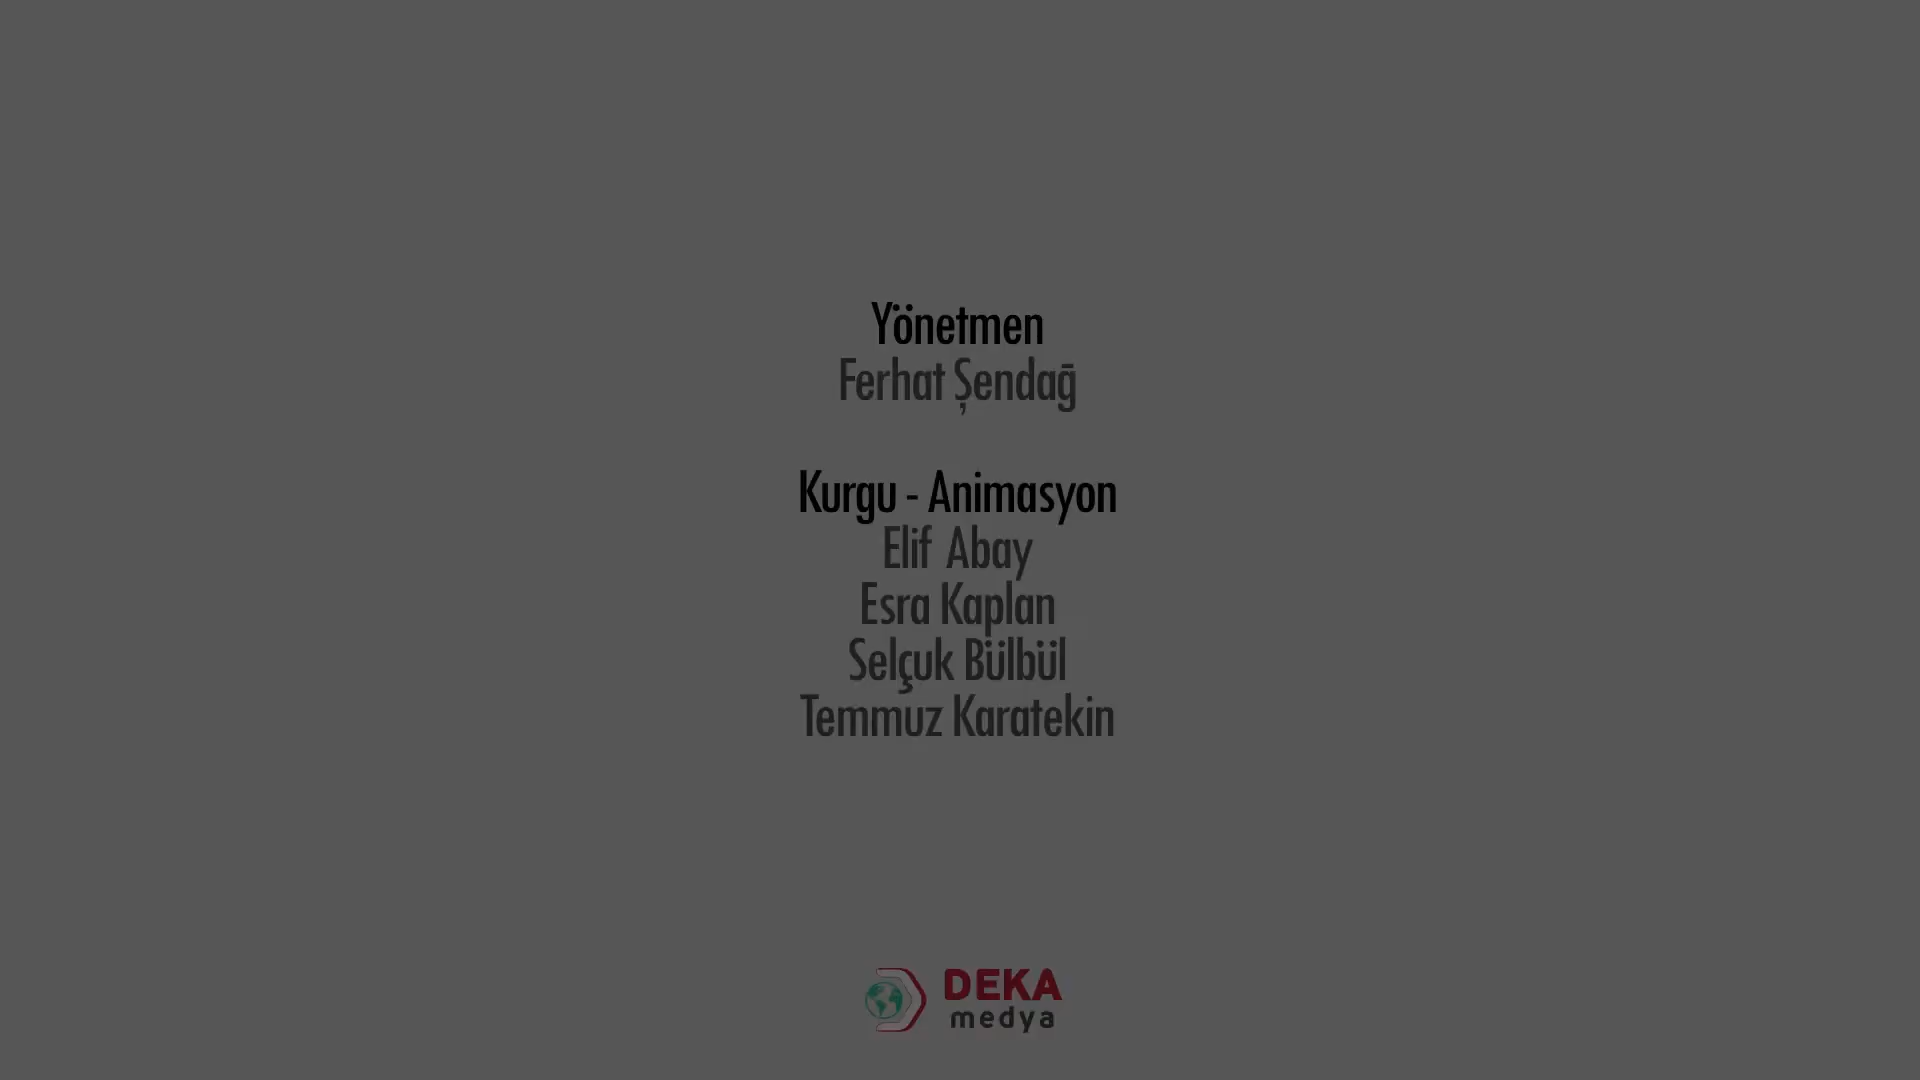 Yönetmen
Ferhat Şendağ
Kurgu - Animasyon
Elif Abay
Esra Kaplan
Selçuk Bülbül
Temmuz Karatekin
DEKA
medya